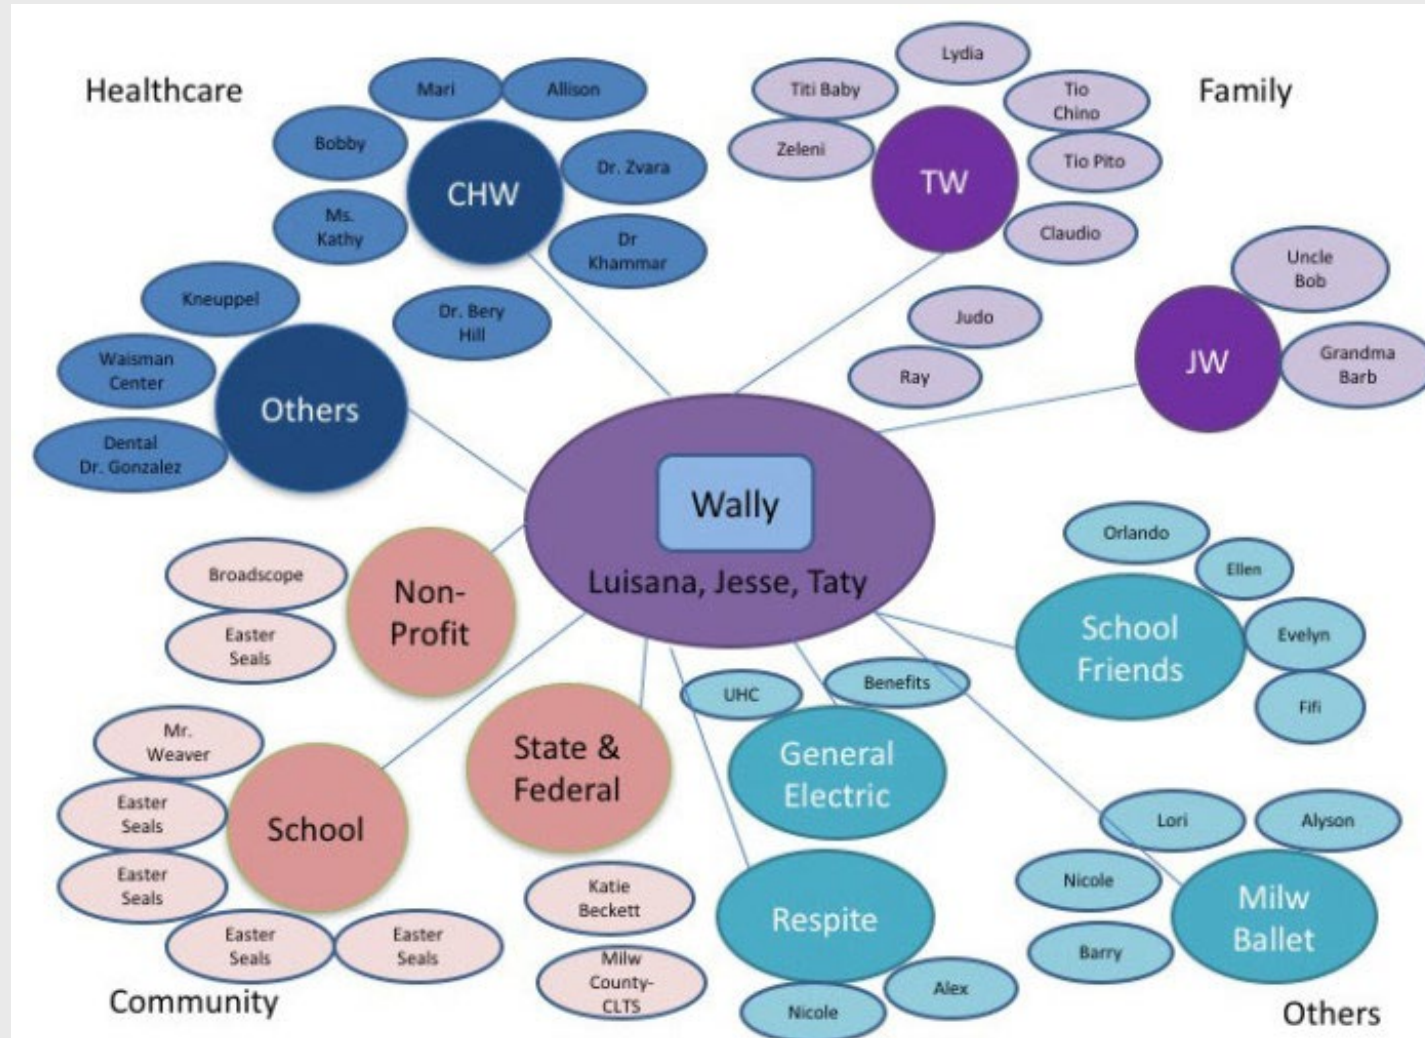 Healthcare
Mari
Allison
Bobby
CHW
Dr. Zvara
Ms.
Kathy
Dr
Khammar
Dr. Bery
Hill
Kneuppel
Waisman
Center
Others
Dental
Dr. Gonzalez
Family
Lydia
Titi Baby
Tio
Chino
Zeleni
TW
Tio Pito
Claudio
Judo
Ray
Uncle
Bob
JW
Grandma
Barb
Wally
Luisana, Jesse, Taty
Broadscope
Easter
Seals
Non-
Profit
Mr.
Weaver
Easter
Seals
Easter
Seals
School
Easter
Seals
Easter
Seals
State &
Federal
Katie
Beckett
Milw
County-
CLTS
Community
UHC
Benefits
General
Electric
Respite
Nicole
Alex
Orlando
Ellen
School
Friends
Evelyn
Fifi
Lori
Alyson
Nicole
Milw
Ballet
Barry
Others